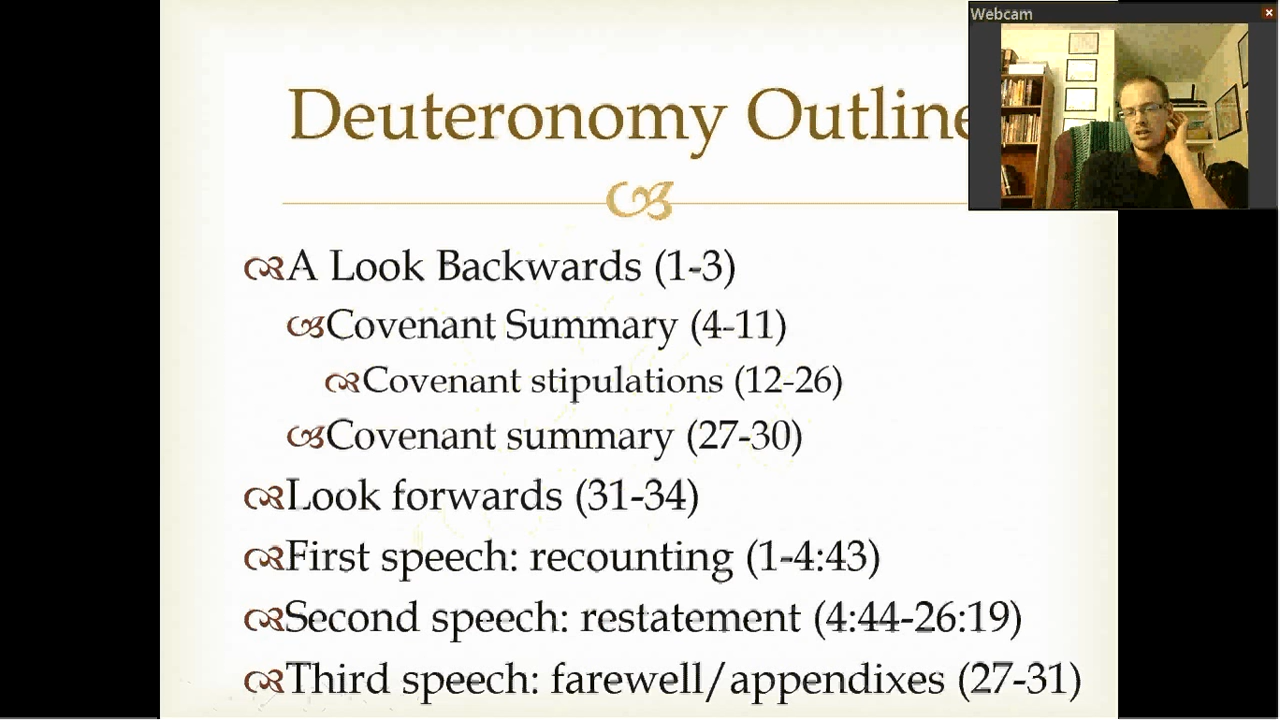 Webcam
Deuteronomy Outline
A Look Backwards (1-3)
Covenant Summary (4-11)
Covenant stipulations (12-26)
Covenant summary (27-30)
Look forwards (31-34)
First speech: recounting (1-4:43)
Second speech: restatement (4:44-26:19)
Third speech: farewell/appendixes (27-31)